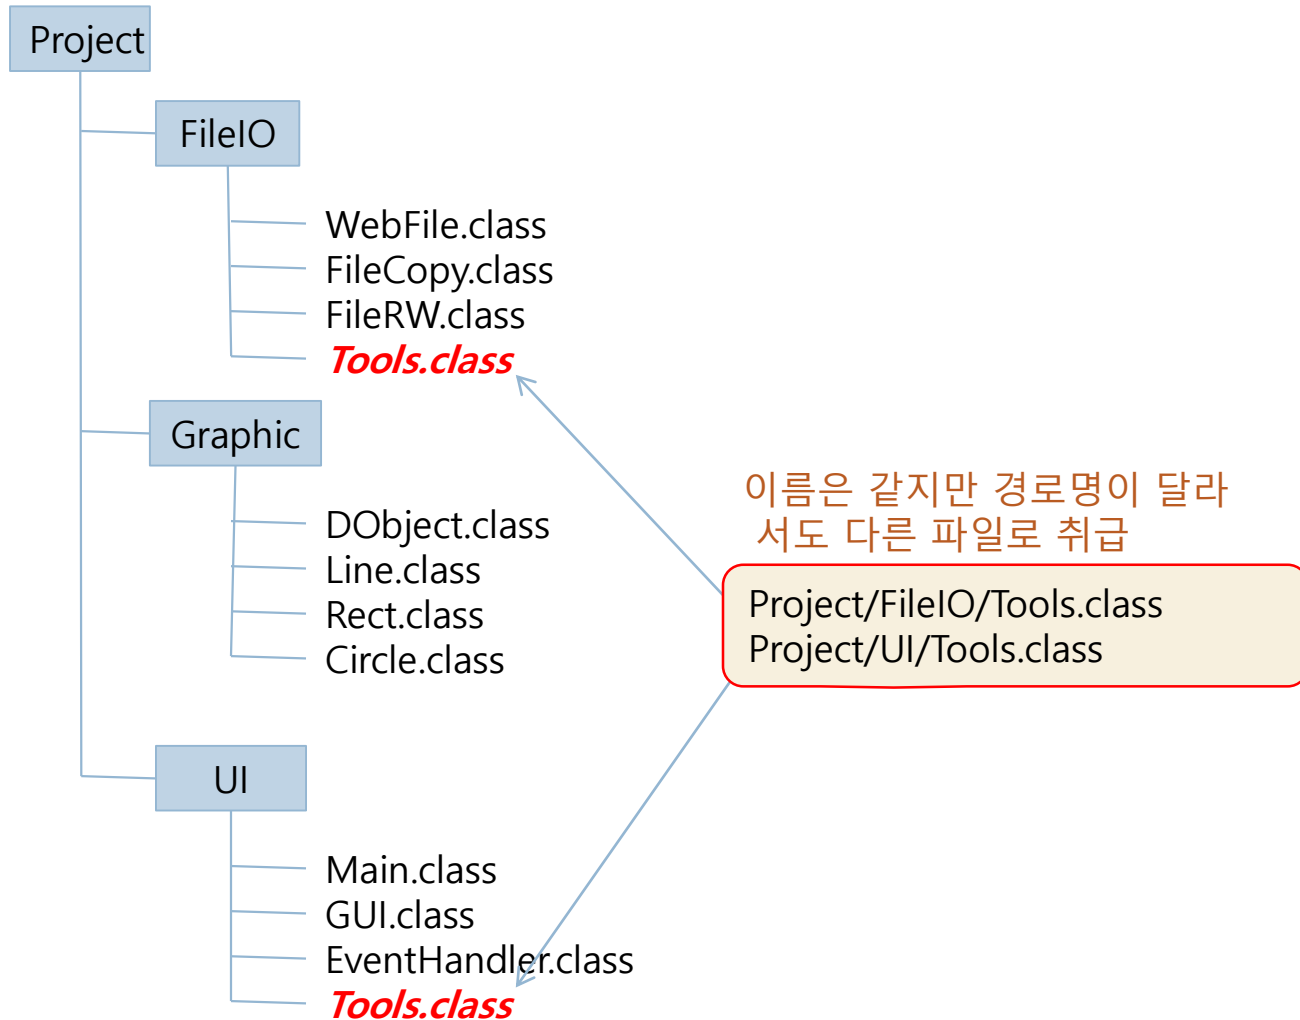 Project
FileIO
WebFile.class
FileCopy.class
FileRW.class
Tools.class
Graphic
DObject.class
Line.class
Rect.class
Circle.class
이름은 같지만 경로명이 달라
서도 다른 파일로 취급
Project/FileIO/Tools.class
Project/UI/Tools.class
UI
Main.class
GUI.class
EventHandler.class
Tools.class